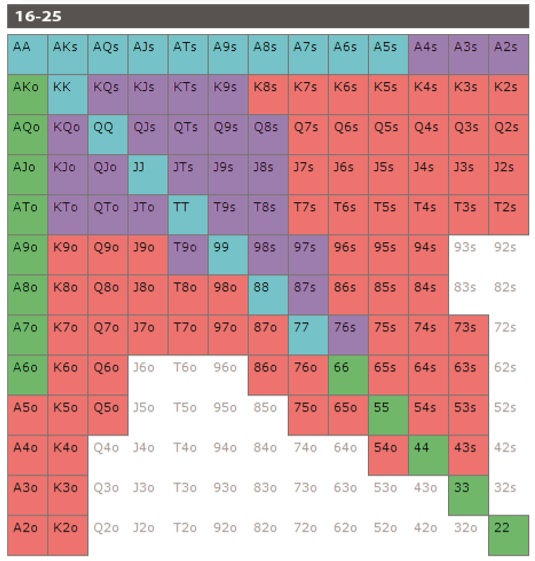 16-25
AA AKs AQs AJs ATs A9s A8s A7s A6s A5s A4s A3s A2s
AKo KK KQs KJs KTs K9s K8s K7s K6s K5s K4s K3s K2s
AQo KQo QQ QJs QTs Q9s Q8s Q7s Q6s Q5s Q4s Q3s Q2s
AJo KJo QJo JJ JTs J9s J8s J7s J6s J5s J4s J3s J2s
ATo KTo QTo JTo TT T9s T8s T7s T6s T5s T4s T3s T2s
A9o K9o Q9o J9o T9o 99 98s 97s 96s 95s 94s 93s 92s
A8o K8o Q8o J8o T8o 98o 88 87s 86s 85s 84s 83s 82s
A7o K7o Q7o J7o T7o 97o 87o 77 76s 75s 74s 73s 72s
A6o K6o Q6o J6o T6o 96o 86o 76o 66 65s 64s 63s 62s
A5o K5o Q5o J5o T5o 95o 85o 75o 65o 55 54s 53s 52s
A4o K4o Q4o J4o T4o 94o 84o 74o 64o 54o 44 43s 42s
A3o K3o Q3o J3o T3o 93o 83o 73o 63o 53o 43o 33 32s
A2o K2o Q2o J2o T2o 92o 82o 72o 62o 52o 42o 32o 22